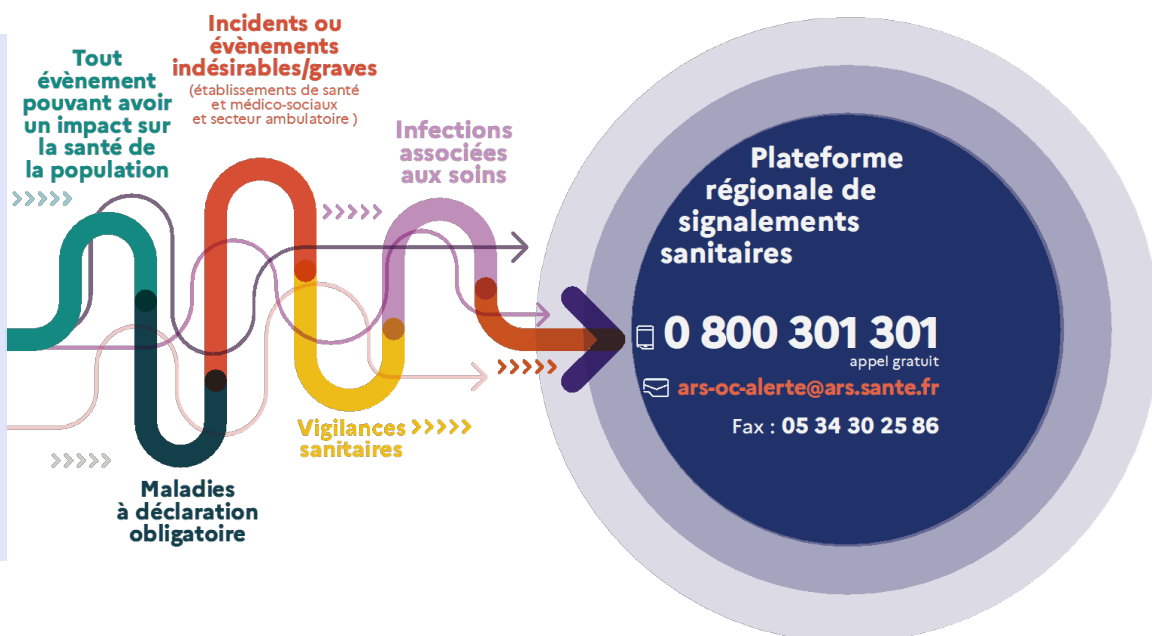 Tout
évènement
pouvant avoir
un impact sur
la santé de
la population
Incidents ou
évènements
indésirables/graves
(établissements de santé
et médico-sociaux
et secteur ambulatoire )
Infections
associées
aux soins
Vigilances
sanitaires
Maladies
à déclaration
obligatoire
Plateforme
régionale de
signalements
sanitaires
0 800 301 301
appel gratuit
ars-oc-alerte@ars.sante.fr
Fax : 05 34 30 25 86